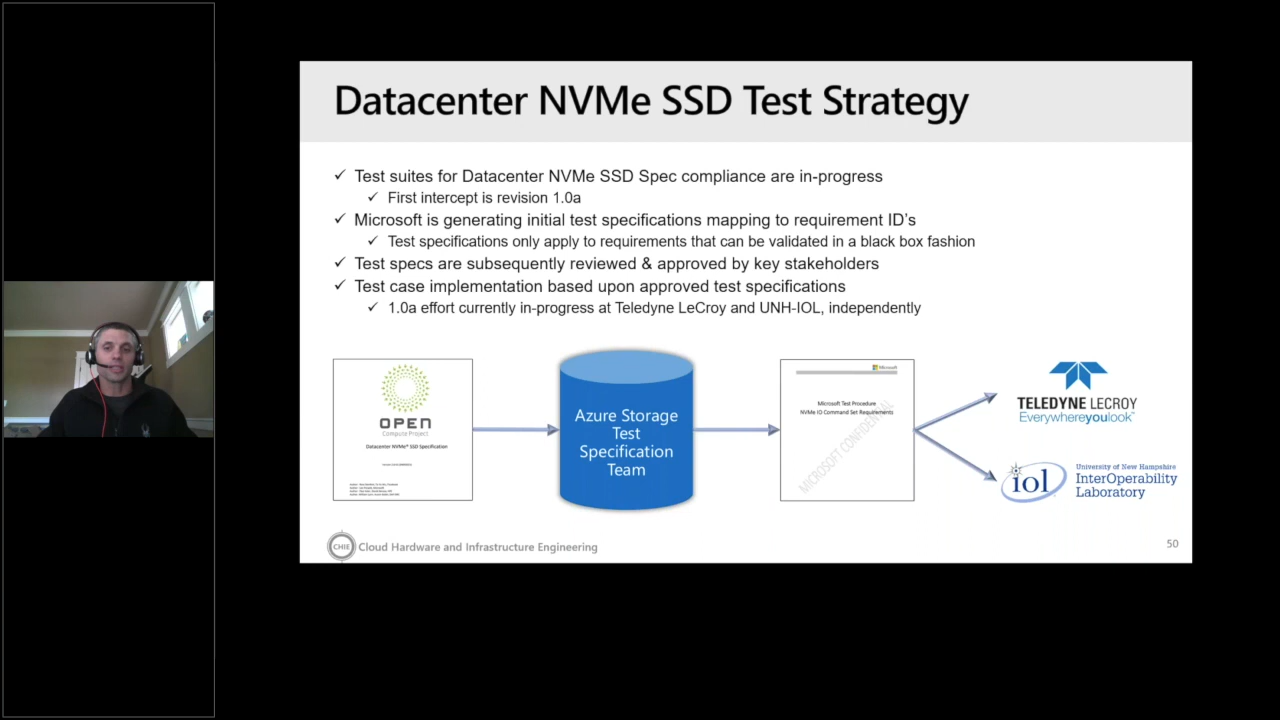 Datacenter NVMe SSD Test Strategy
Test suites for Datacenter NVMe SSD Spec compliance are in-progress
First intercept is revision 1.0a
Microsoft is generating initial test specifications mapping to requirement ID's
Test specifications only apply to requirements that can be validated in a black box fashion
Test specs are subsequently reviewed & approved by key stakeholders
Test case implementation based upon approved test specifications
1.0a effort currently in-progress at Teledyne LeCroy and UNH-IOL, independently
OPEN
Compute Project
Datacenter NVMe® SSD Specification
Azure Storage
Test
Specification
Team
Microsoft
Microsoft Test Procedure
NVMe IO Command Set Requirements
MICROSOFT CONFIDENTIAL
TELEDYNE LECROY
Everywhereyoulook™
iol
University of New Hampshire
InterOperability
Laboratory
CHIE
Cloud Hardware and Infrastructure Engineering
50